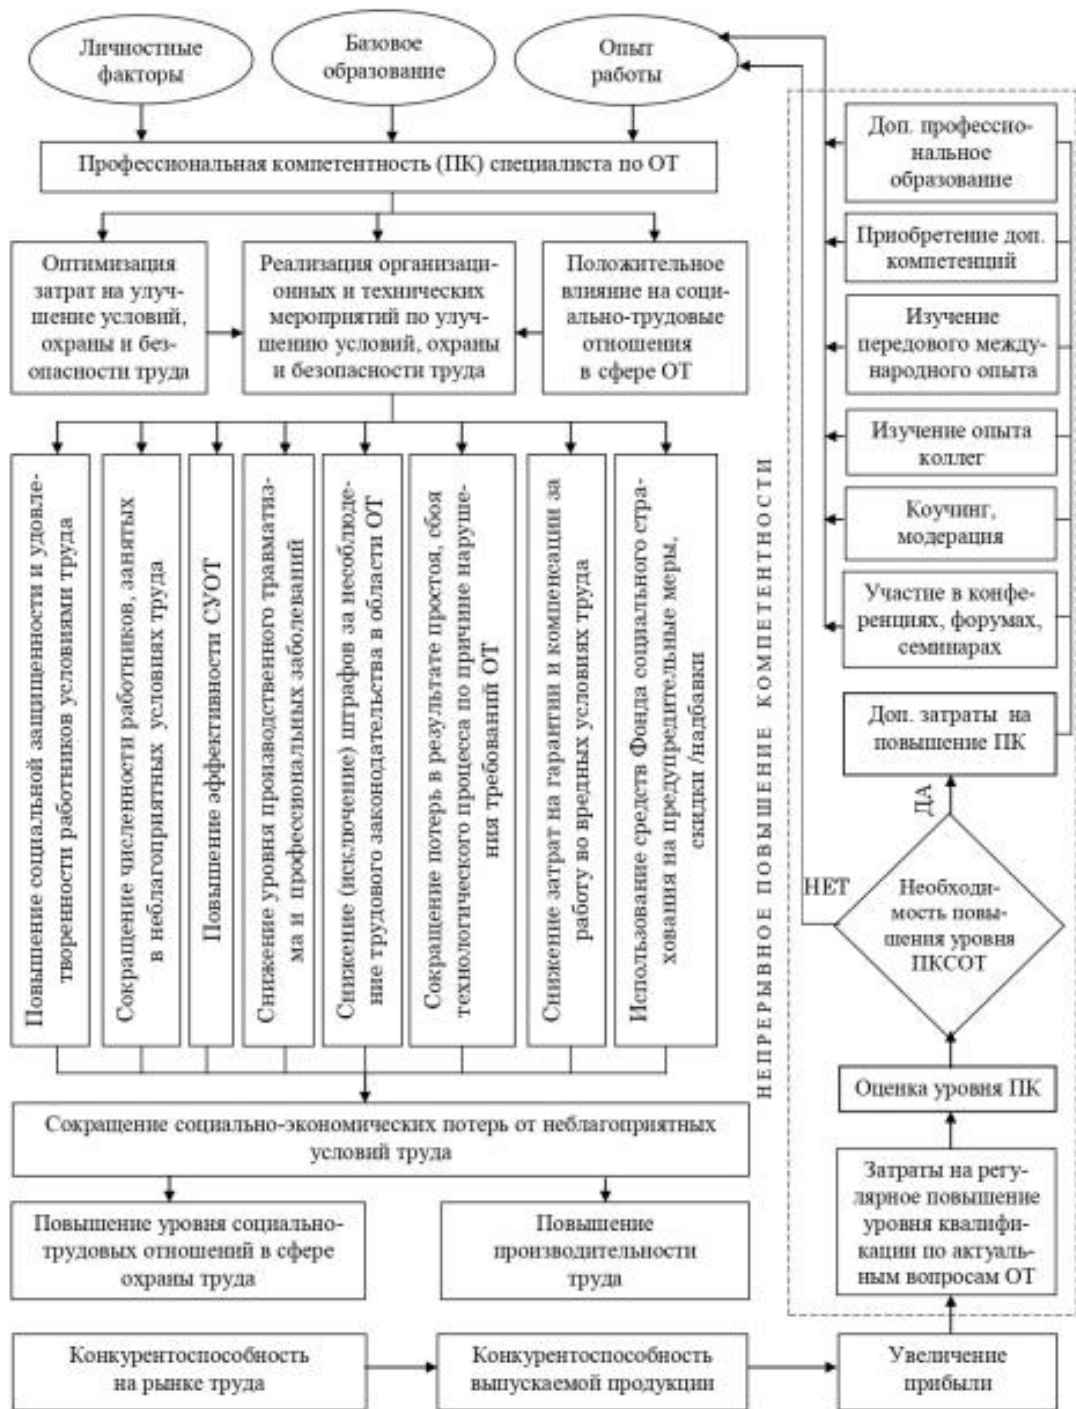 Личностные
факторы
Базовое
образование
Опыт
работы
Профессиональная компетентность (ПК) специалиста по ОТ
Оптимизация
затрат на улуч-
шение условий,
охраны и без-
опасности труда
Реализация организаци-
онных и технических
мероприятий по улуч-
шению условий, охраны
и безопасности труда
Положительное
влияние на соци-
ально-трудовые
отношения
в сфере ОТ
Повышение социальной защищенности и удовле-
творенности работников условиями труда
Сокращение численности работников, занятых
в неблагоприятных условиях труда
Повышение эффективности СУОТ
Снижение уровня производственного травматиз-
ма и профессиональных заболеваний
Снижение (исключение) штрафов за несоблюде-
ние трудового законодательства в области ОТ
Сокращение потерь в результате простоя, сбоя
технологического процесса по причине наруше-
ния требований ОТ
Снижение затрат на гарантии и компенсации за
работу во вредных условиях труда
Использование средств Фонда социального стра-
хования на предупредительные меры,
скидки /надбавки
Сокращение социально-экономических потерь от неблагоприятных
условий труда
Повышение уровня социально-
трудовых отношений в сфере
охраны труда
Повышение
производительности
труда
Конкурентоспособность
на рынке труда
Конкурентоспособность
выпускаемой продукции
Увеличение
прибыли
НЕПРЕРЫВНОЕ ПОВЫШЕНИЕ КОМПЕТЕНТНОСТИ
Доп. профессио-
нальное
образование
Приобретение доп.
компетенций
Изучение
передового между-
народного опыта
Изучение опыта
коллег
Коучинг,
модерация
Участие в конфе-
ренциях, форумах,
семинарах
Доп. затраты на
повышение ПК
ДА
НЕТ
Необходи-
мость повы-
шения уровня
ПКСОТ
Оценка уровня ПК
Затраты на регу-
лярное повышение
уровня квалифи-
кации по актуаль-
ным вопросам ОТ